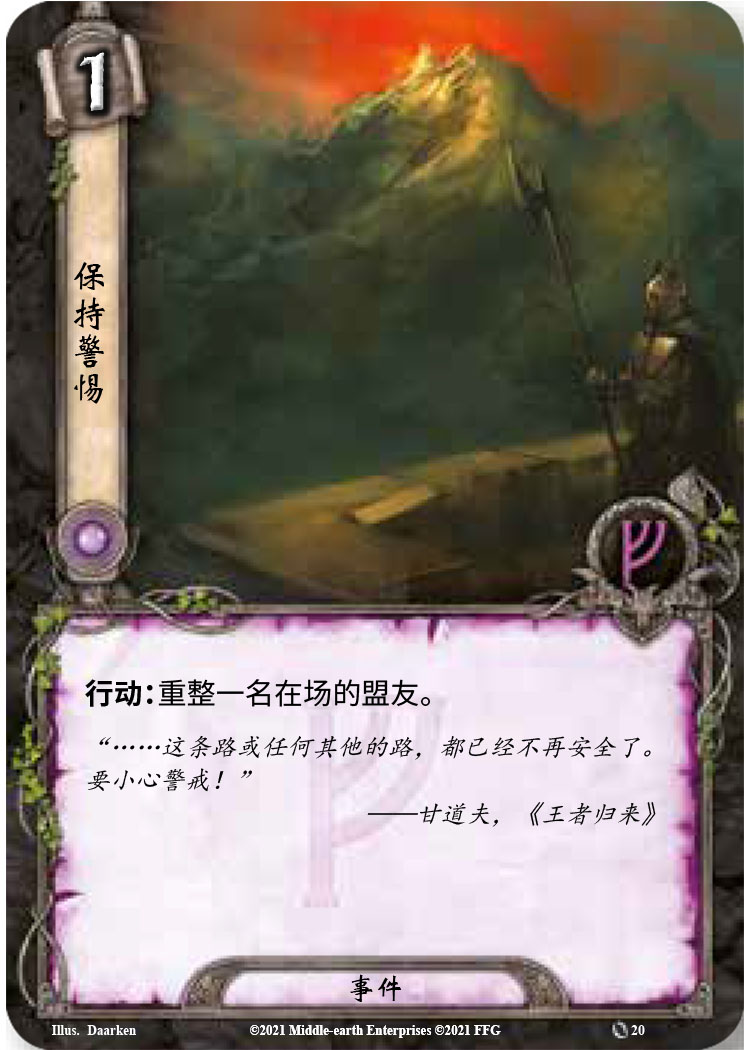 1
保持警惕
行动：重整一名在场的盟友。
“……这条路或任何其他的路，都已经不再安全了。
要小心警戒！”
——甘道夫，《王者归来》
事件
Illus. Daarken
©2021 Middle-earth Enterprises ©2021 FFG
20